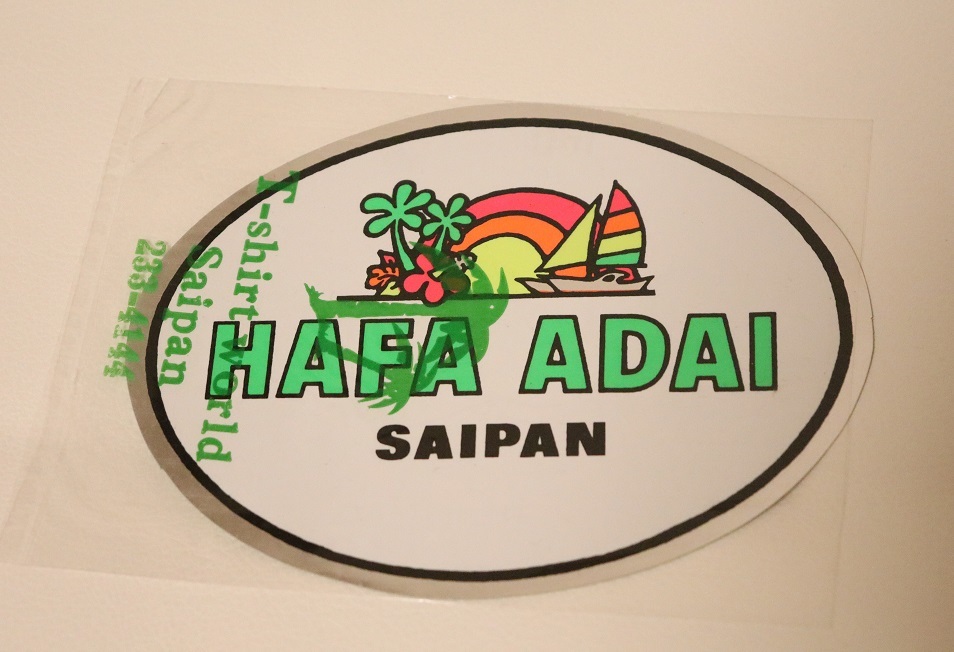 HAFA ADAI
SAIPAN
T-shirt World
Saipan
233-4144